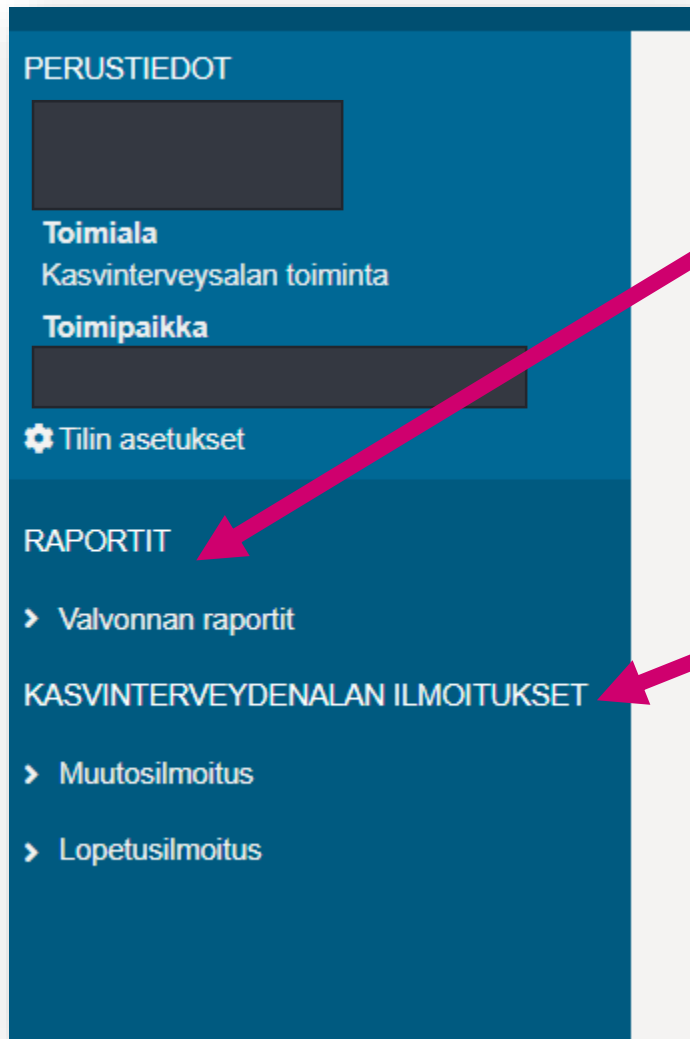 PERUSTIEDOT
Toimiala
Kasvinterveysalan toiminta
Toimipaikka
Tilin asetukset
RAPORTIT
Valvonnan raportit
KASVINTERVEYDENALAN ILMOITUKSET
Muutosilmoitus
Lopetusilmoitus